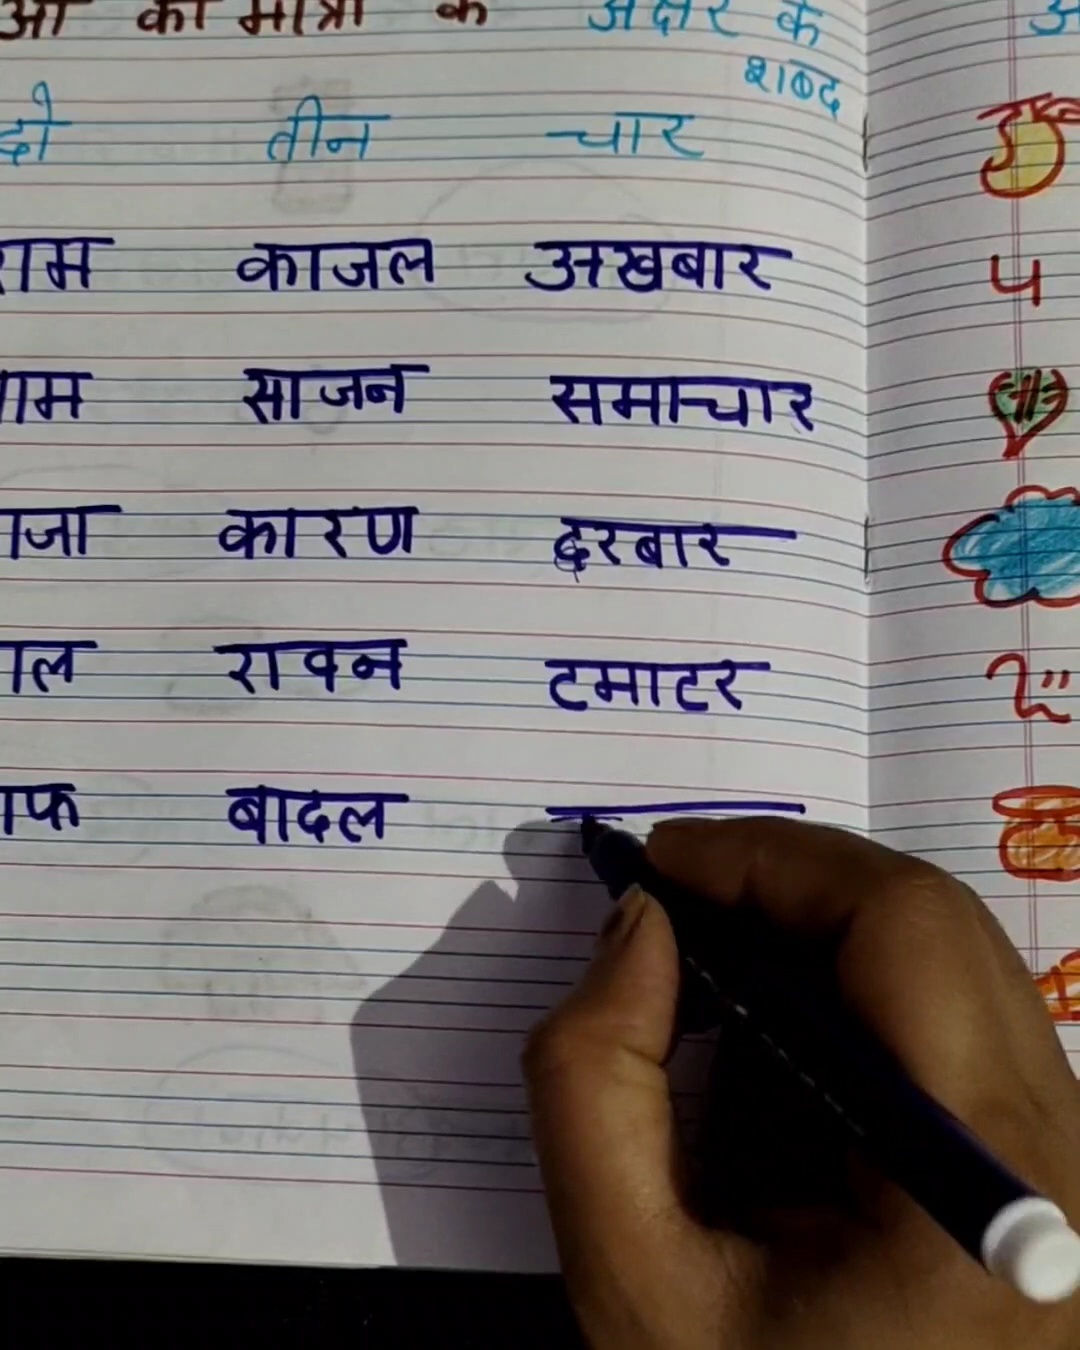 की मात्रा के अक्षर के
शब्द
दो तीन चार
काजल अखबार
साजन समाचार
कारण दरबार
रावन टमाटर
बादल